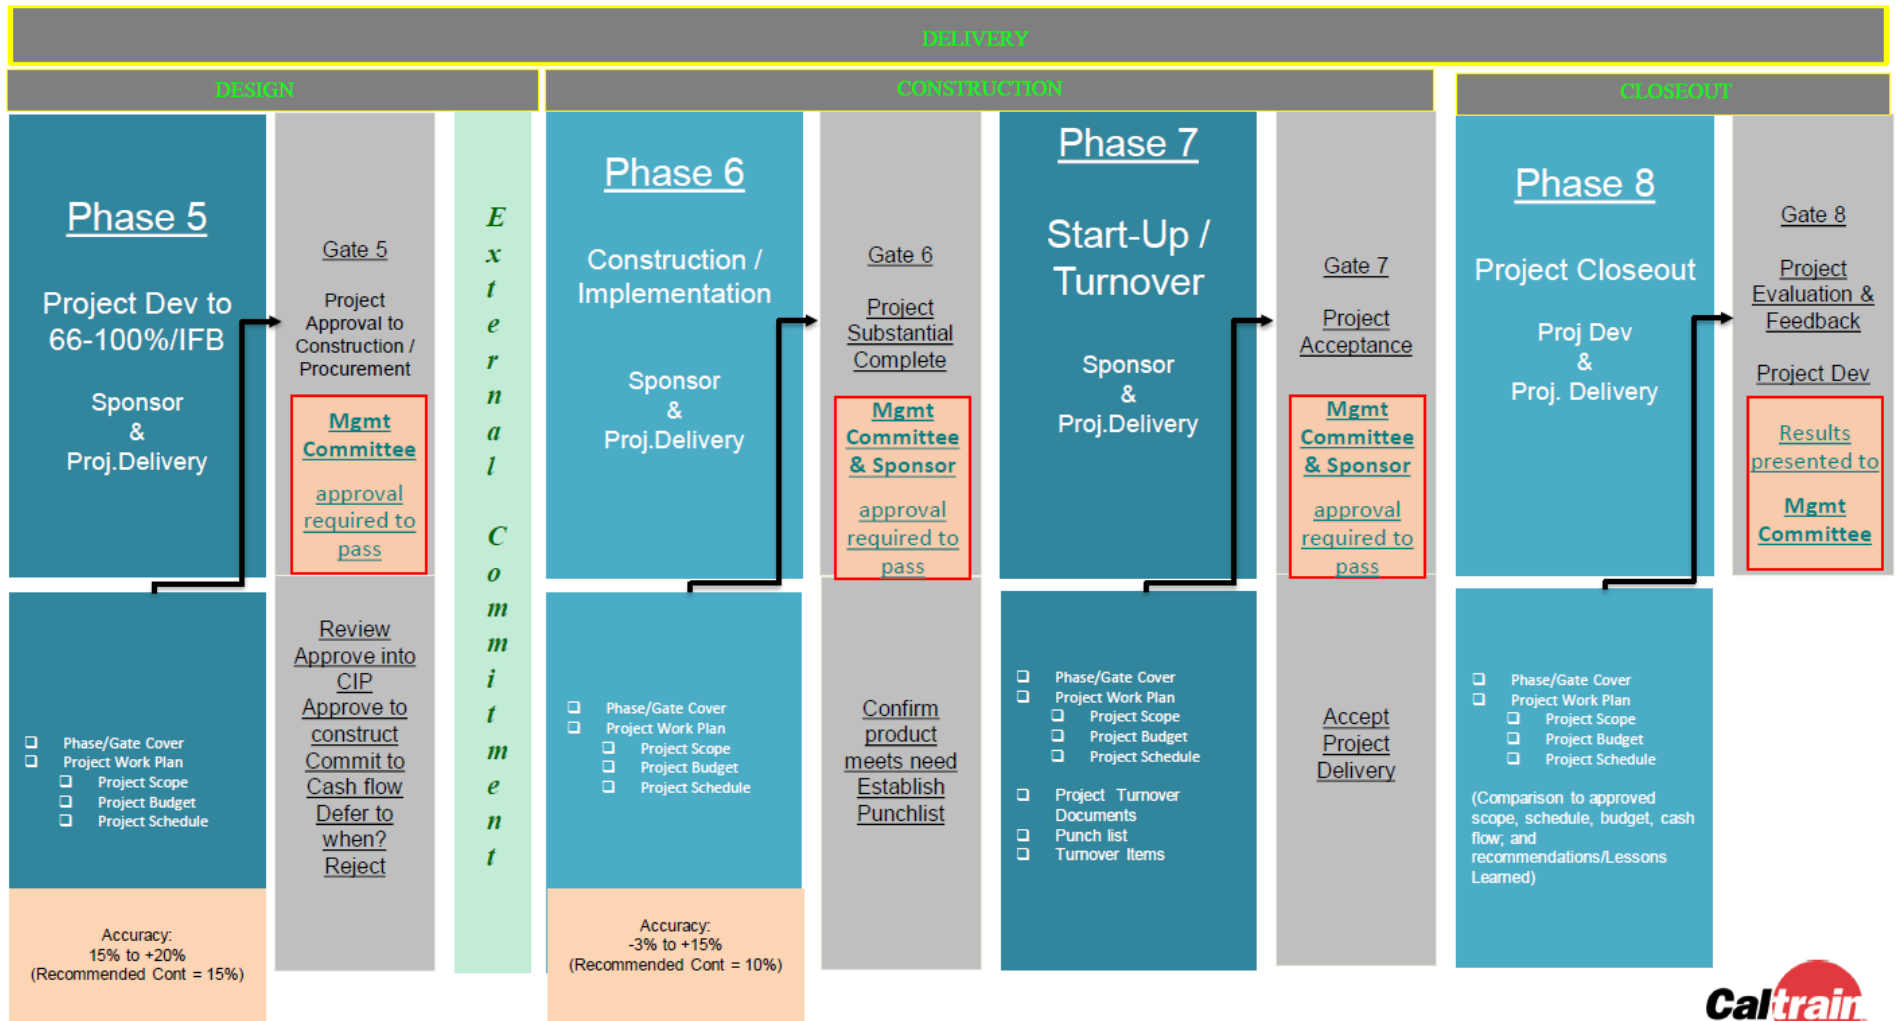 DELIVERY
DESIGN
CONSTRUCTION
CLOSEOUT
Phase 5
Project Dev to
66-100%/IFB
Sponsor
&
Proj.Delivery
❑ Phase/Gate Cover
❑ Project Work Plan
❑ Project Scope
❑ Project Budget
❑ Project Schedule
Accuracy:
15% to +20%
(Recommended Cont = 15%)
Gate 5
Project
Approval to
Construction /
Procurement
Mgmt
Committee
approval
required to
pass
Review
Approve into
CIP
Approve to
construct
Commit to
Cash flow
Defer to
when?
Reject
External Commitment
Phase 6
Construction /
Implementation
Sponsor
&
Proj.Delivery
❑ Phase/Gate Cover
❑ Project Work Plan
❑ Project Scope
❑ Project Budget
❑ Project Schedule
Accuracy:
-3% to +15%
(Recommended Cont = 10%)
Gate 6
Project
Substantial
Complete
Mgmt
Committee
& Sponsor
approval
required to
pass
Confirm
product
meets need
Establish
Punchlist
Phase 7
Start-Up /
Turnover
Sponsor
&
Proj.Delivery
❑ Phase/Gate Cover
❑ Project Work Plan
❑ Project Scope
❑ Project Budget
❑ Project Schedule
❑ Project Turnover
Documents
❑ Punch list
❑ Turnover Items
Gate 7
Project
Acceptance
Mgmt
Committee
& Sponsor
approval
required to
pass
Accept
Project
Delivery
Phase 8
Project Closeout
Proj Dev
&
Proj. Delivery
❑ Phase/Gate Cover
❑ Project Work Plan
❑ Project Scope
❑ Project Budget
❑ Project Schedule
(Comparison to approved
scope, schedule, budget, cash
flow; and
recommendations/Lessons
Learned)
Gate 8
Project
Evaluation &
Feedback
Project Dev
Results
presented to
Mgmt
Committee
Caltrain